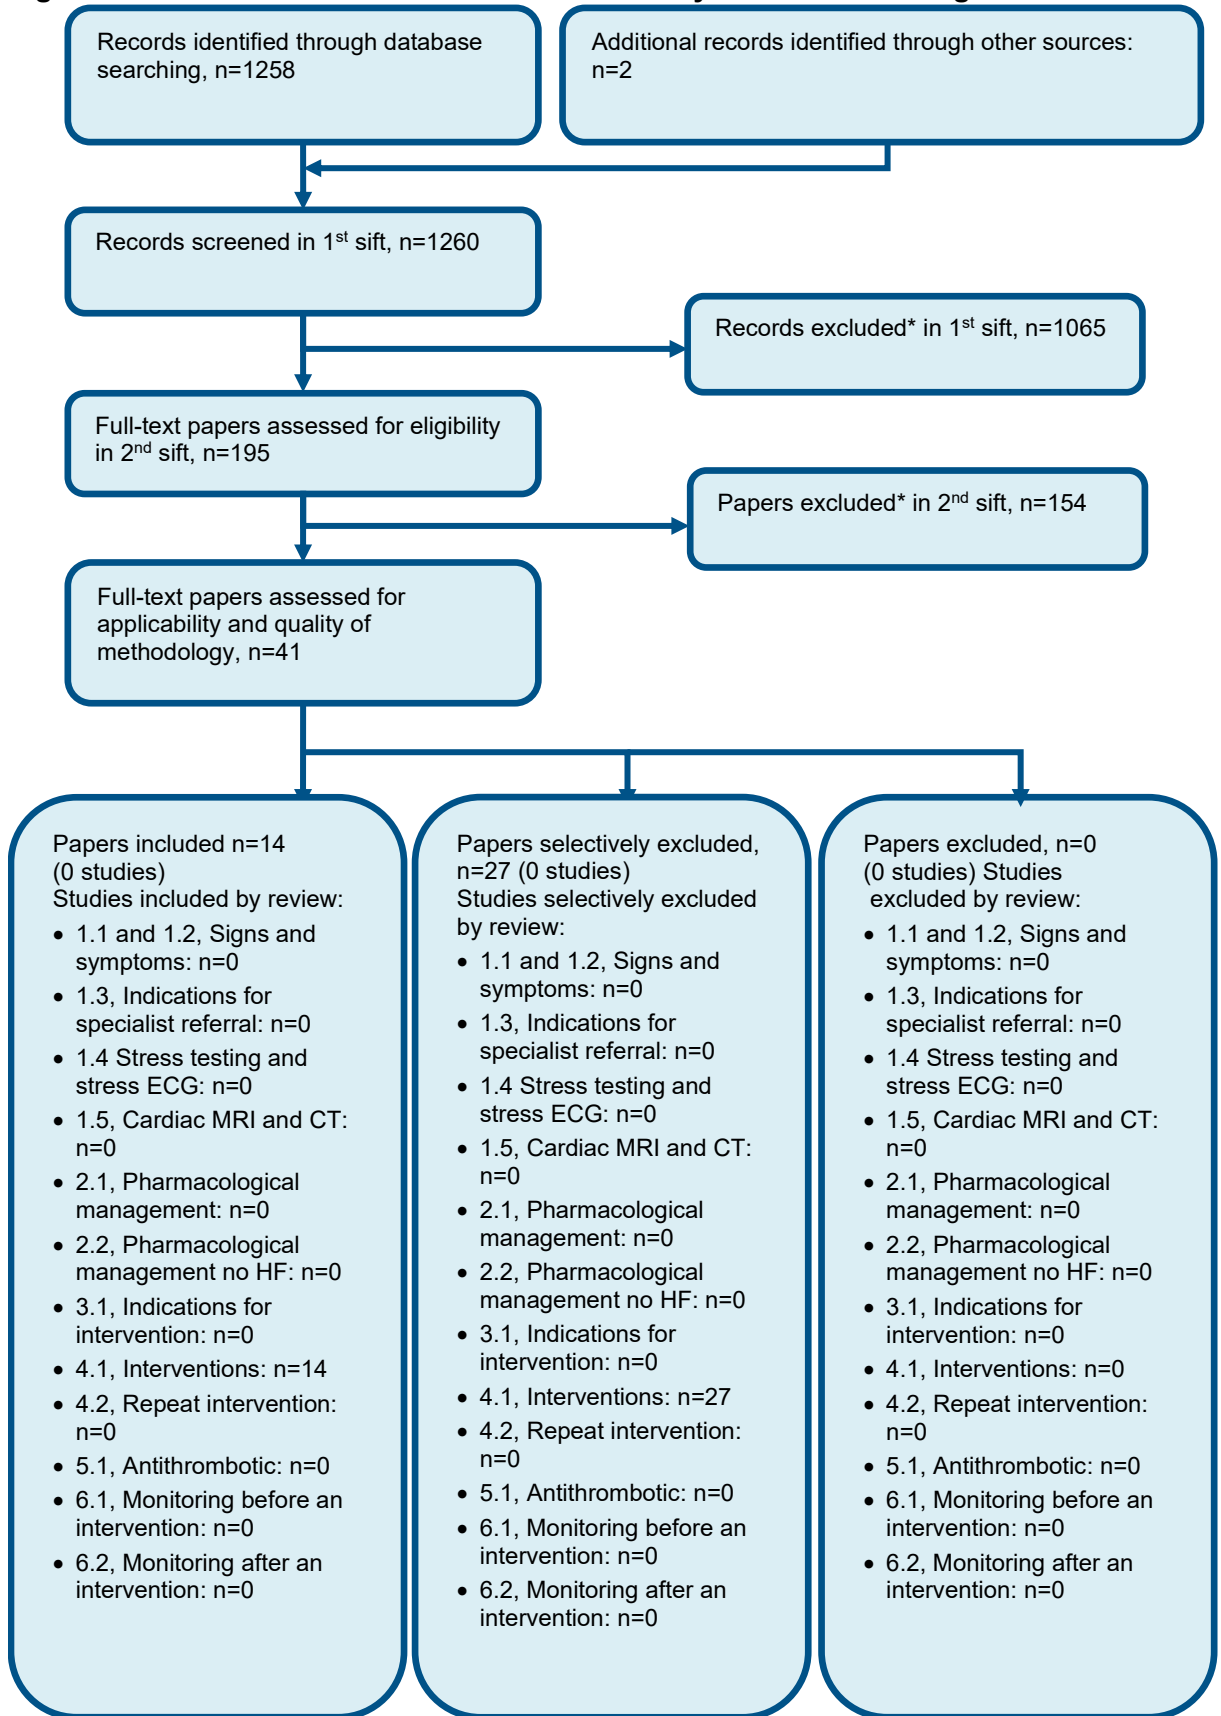 Records identified through database
searching, n=1258
Additional records identified through other sources:
n=2
Records screened in 1st sift, n=1260
Records excluded* in 1st sift, n=1065
Full-text papers assessed for eligibility
in 2nd sift, n=195
Papers excluded* in 2nd sift, n=154
Full-text papers assessed for
applicability and quality of
methodology, n=41
Papers included n=14
(0 studies)
Studies included by review:
• 1.1 and 1.2, Signs and
symptoms: n=0
• 1.3, Indications for
specialist referral: n=0
• 1.4 Stress testing and
stress ECG: n=0
• 1.5, Cardiac MRI and CT:
n=0
• 2.1, Pharmacological
management: n=0
• 2.2, Pharmacological
management no HF: n=0
• 3.1, Indications for
intervention: n=0
• 4.1, Interventions: n=14
• 4.2, Repeat intervention:
n=0
• 5.1, Antithrombotic: n=0
• 6.1, Monitoring before an
intervention: n=0
• 6.2, Monitoring after an
intervention: n=0
Papers selectively excluded,
n=27 (0 studies)
Studies selectively excluded
by review:
• 1.1 and 1.2, Signs and
symptoms: n=0
• 1.3, Indications for
specialist referral: n=0
• 1.4 Stress testing and
stress ECG: n=0
• 1.5, Cardiac MRI and CT:
n=0
• 2.1, Pharmacological
management: n=0
• 2.2, Pharmacological
management no HF: n=0
• 3.1, Indications for
intervention: n=0
• 4.1, Interventions: n=27
• 4.2, Repeat intervention:
n=0
• 5.1, Antithrombotic: n=0
• 6.1, Monitoring before an
intervention: n=0
• 6.2, Monitoring after an
intervention: n=0
Papers excluded, n=0
(0 studies) Studies
excluded by review:
• 1.1 and 1.2, Signs and
symptoms: n=0
• 1.3, Indications for
specialist referral: n=0
• 1.4 Stress testing and
stress ECG: n=0
• 1.5, Cardiac MRI and CT:
n=0
• 2.1, Pharmacological
management: n=0
• 2.2, Pharmacological
management no HF: n=0
• 3.1, Indications for
intervention: n=0
• 4.1, Interventions: n=0
• 4.2, Repeat intervention:
n=0
• 5.1, Antithrombotic: n=0
• 6.1, Monitoring before an
intervention: n=0
• 6.2, Monitoring after an
intervention: n=0